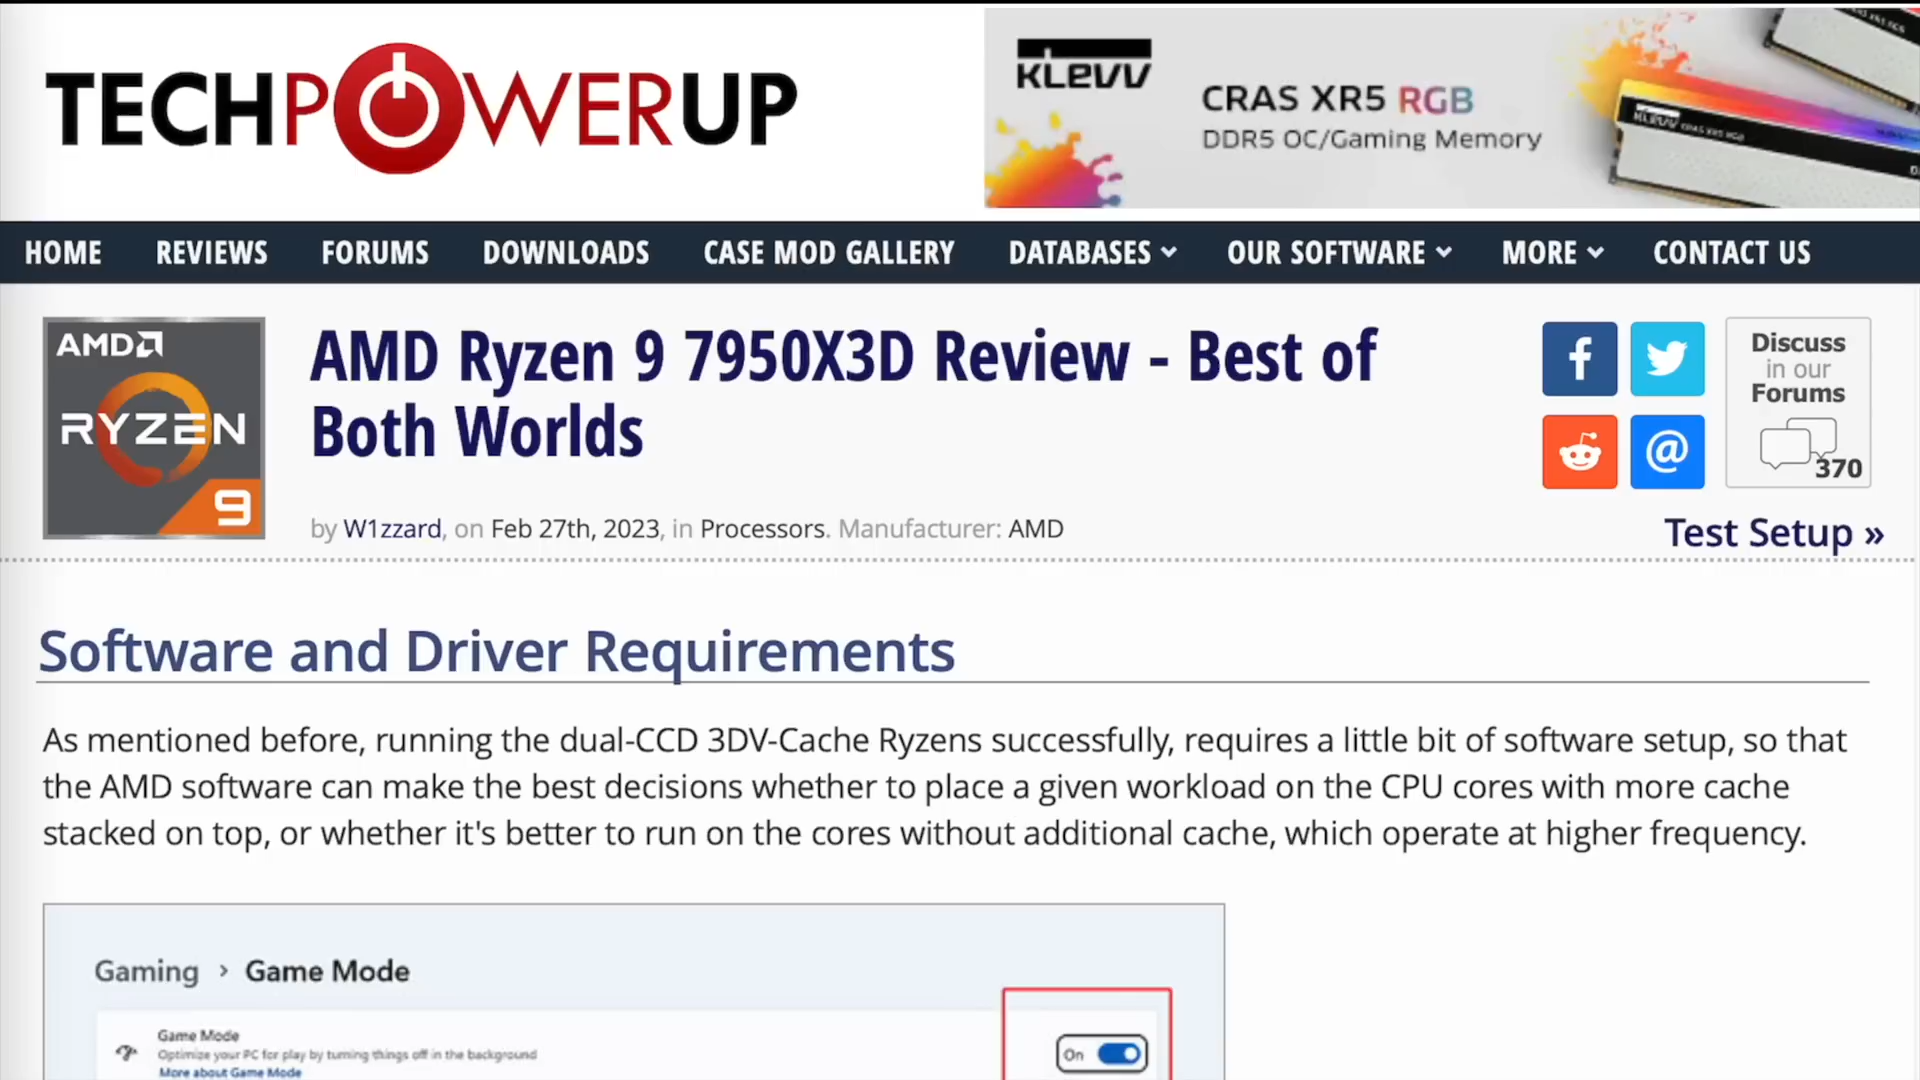 TECHPOWERUP
KLEVV
CRAS XR5 RGB
DDR5 OC/Gaming Memory
KLEVV CRAS XR5 RGB
HOME REVIEWS FORUMS DOWNLOADS CASE MOD GALLERY DATABASES OUR SOFTWARE MORE CONTACT US
AMD
RYZEN
9
AMD Ryzen 9 7950X3D Review - Best of
Both Worlds
by W1zzard, on Feb 27th, 2023, in Processors. Manufacturer: AMD
Discuss
in our
Forums
370
Test Setup »
Software and Driver Requirements
As mentioned before, running the dual-CCD 3DV-Cache Ryzens successfully, requires a little bit of software setup, so that
the AMD software can make the best decisions whether to place a given workload on the CPU cores with more cache
stacked on top, or whether it's better to run on the cores without additional cache, which operate at higher frequency.
Gaming > Game Mode
Game Mode
Optimize your PC for play by turning things off in the background
More about Game Mode
On